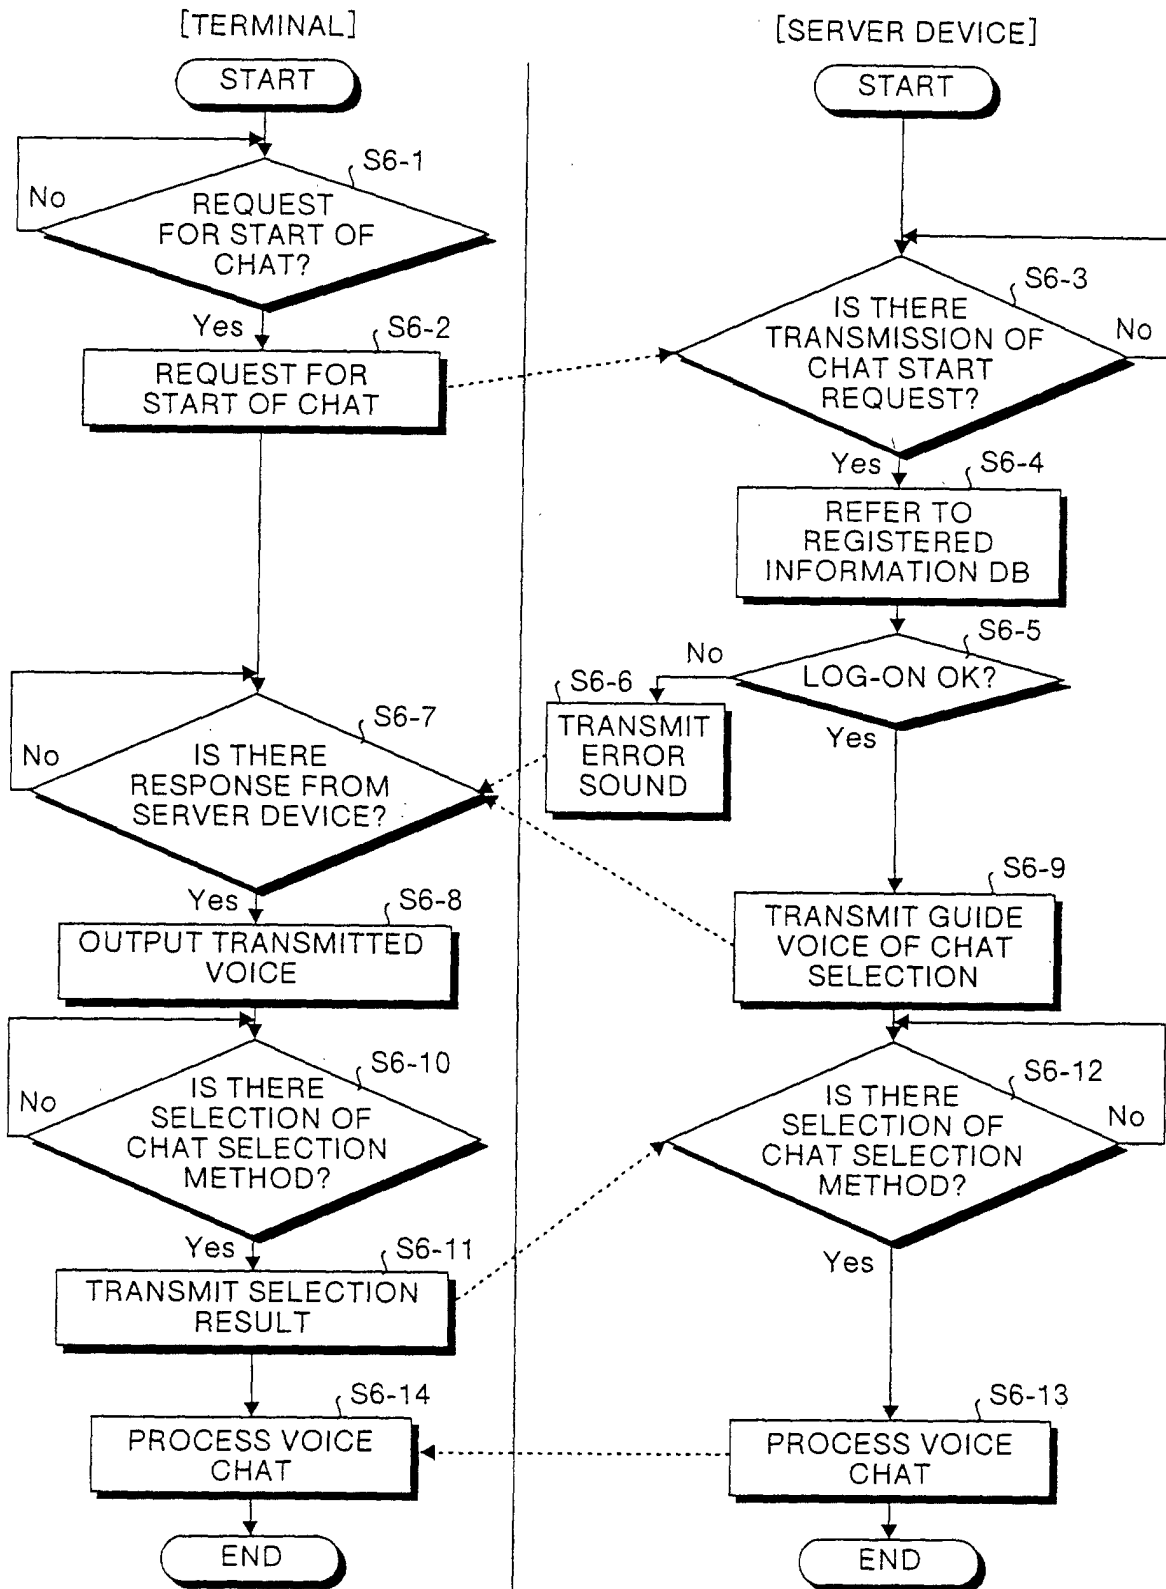 [TERMINAL]
START
S6-1
No
REQUEST
FOR START OF
CHAT?
Yes
S6-2
REQUEST FOR
START OF CHAT
S6-7
No
IS THERE
RESPONSE FROM
SERVER DEVICE?
Yes
S6-8
OUTPUT TRANSMITTED
VOICE
S6-10
No
IS THERE
SELECTION OF
CHAT SELECTION
METHOD?
Yes
S6-11
TRANSMIT SELECTION
RESULT
S6-14
PROCESS VOICE
CHAT
END
[SERVER DEVICE]
START
S6-3
No
IS THERE
TRANSMISSION OF
CHAT START
REQUEST?
Yes
S6-4
REFER TO
REGISTERED
INFORMATION DB
S6-5
No
LOG-ON OK?
S6-6
TRANSMIT
ERROR
SOUND
Yes
S6-9
TRANSMIT GUIDE
VOICE OF CHAT
SELECTION
S6-12
No
IS THERE
SELECTION OF
CHAT SELECTION
METHOD?
Yes
S6-13
PROCESS VOICE
CHAT
END